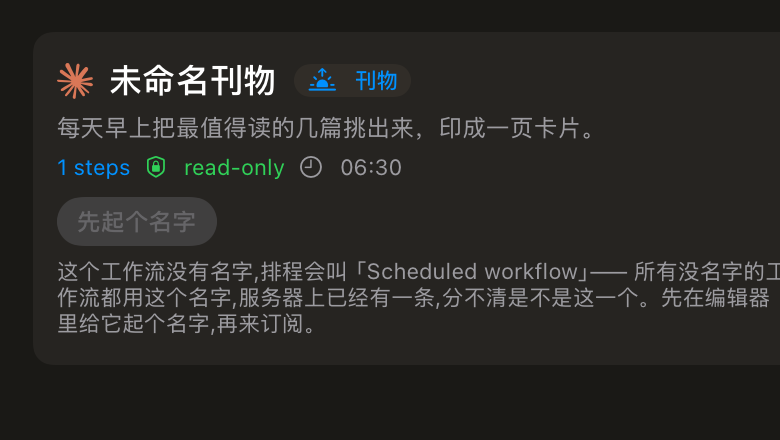 未命名刊物 刊物
每天早上把最值得读的几篇挑出来，印成一页卡片。
1 steps read-only 06:30
先起个名字
这个工作流没有名字,排程会叫「Scheduled workflow」—— 所有没名字的工
作流都用这个名字,服务器上已经有一条,分不清是不是这一个。先在编辑器
里给它起个名字,再来订阅。